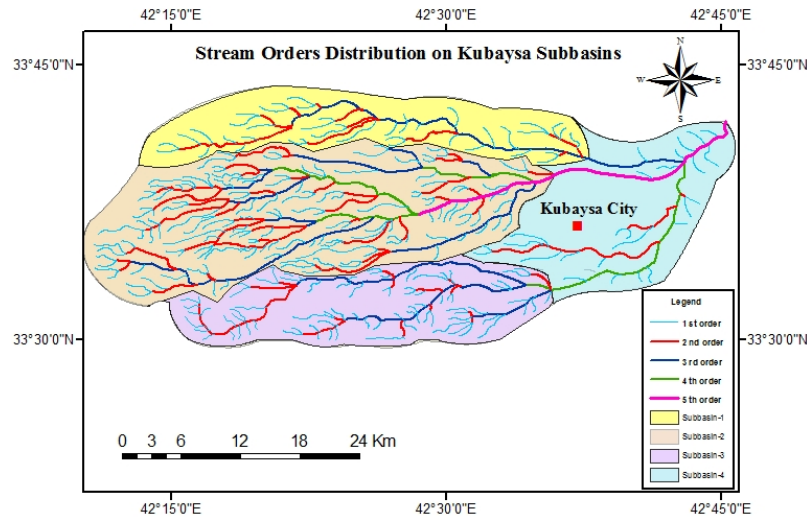 42°15'0"E 42°30'0"E 42°45'0"E
Stream Orders Distribution on Kubaysa Subbasins
N
W E
S
33°45'0"N 33°45'0"N
Kubaysa City
33°30'0"N 33°30'0"N
Legend
1 st order
2 nd order
3 rd order
4 th order
5 th order
Subbasin-1
Subbasin-2
Subbasin-3
Subbasin-4
0 3 6 12 18 24 Km
42°15'0"E 42°30'0"E 42°45'0"E